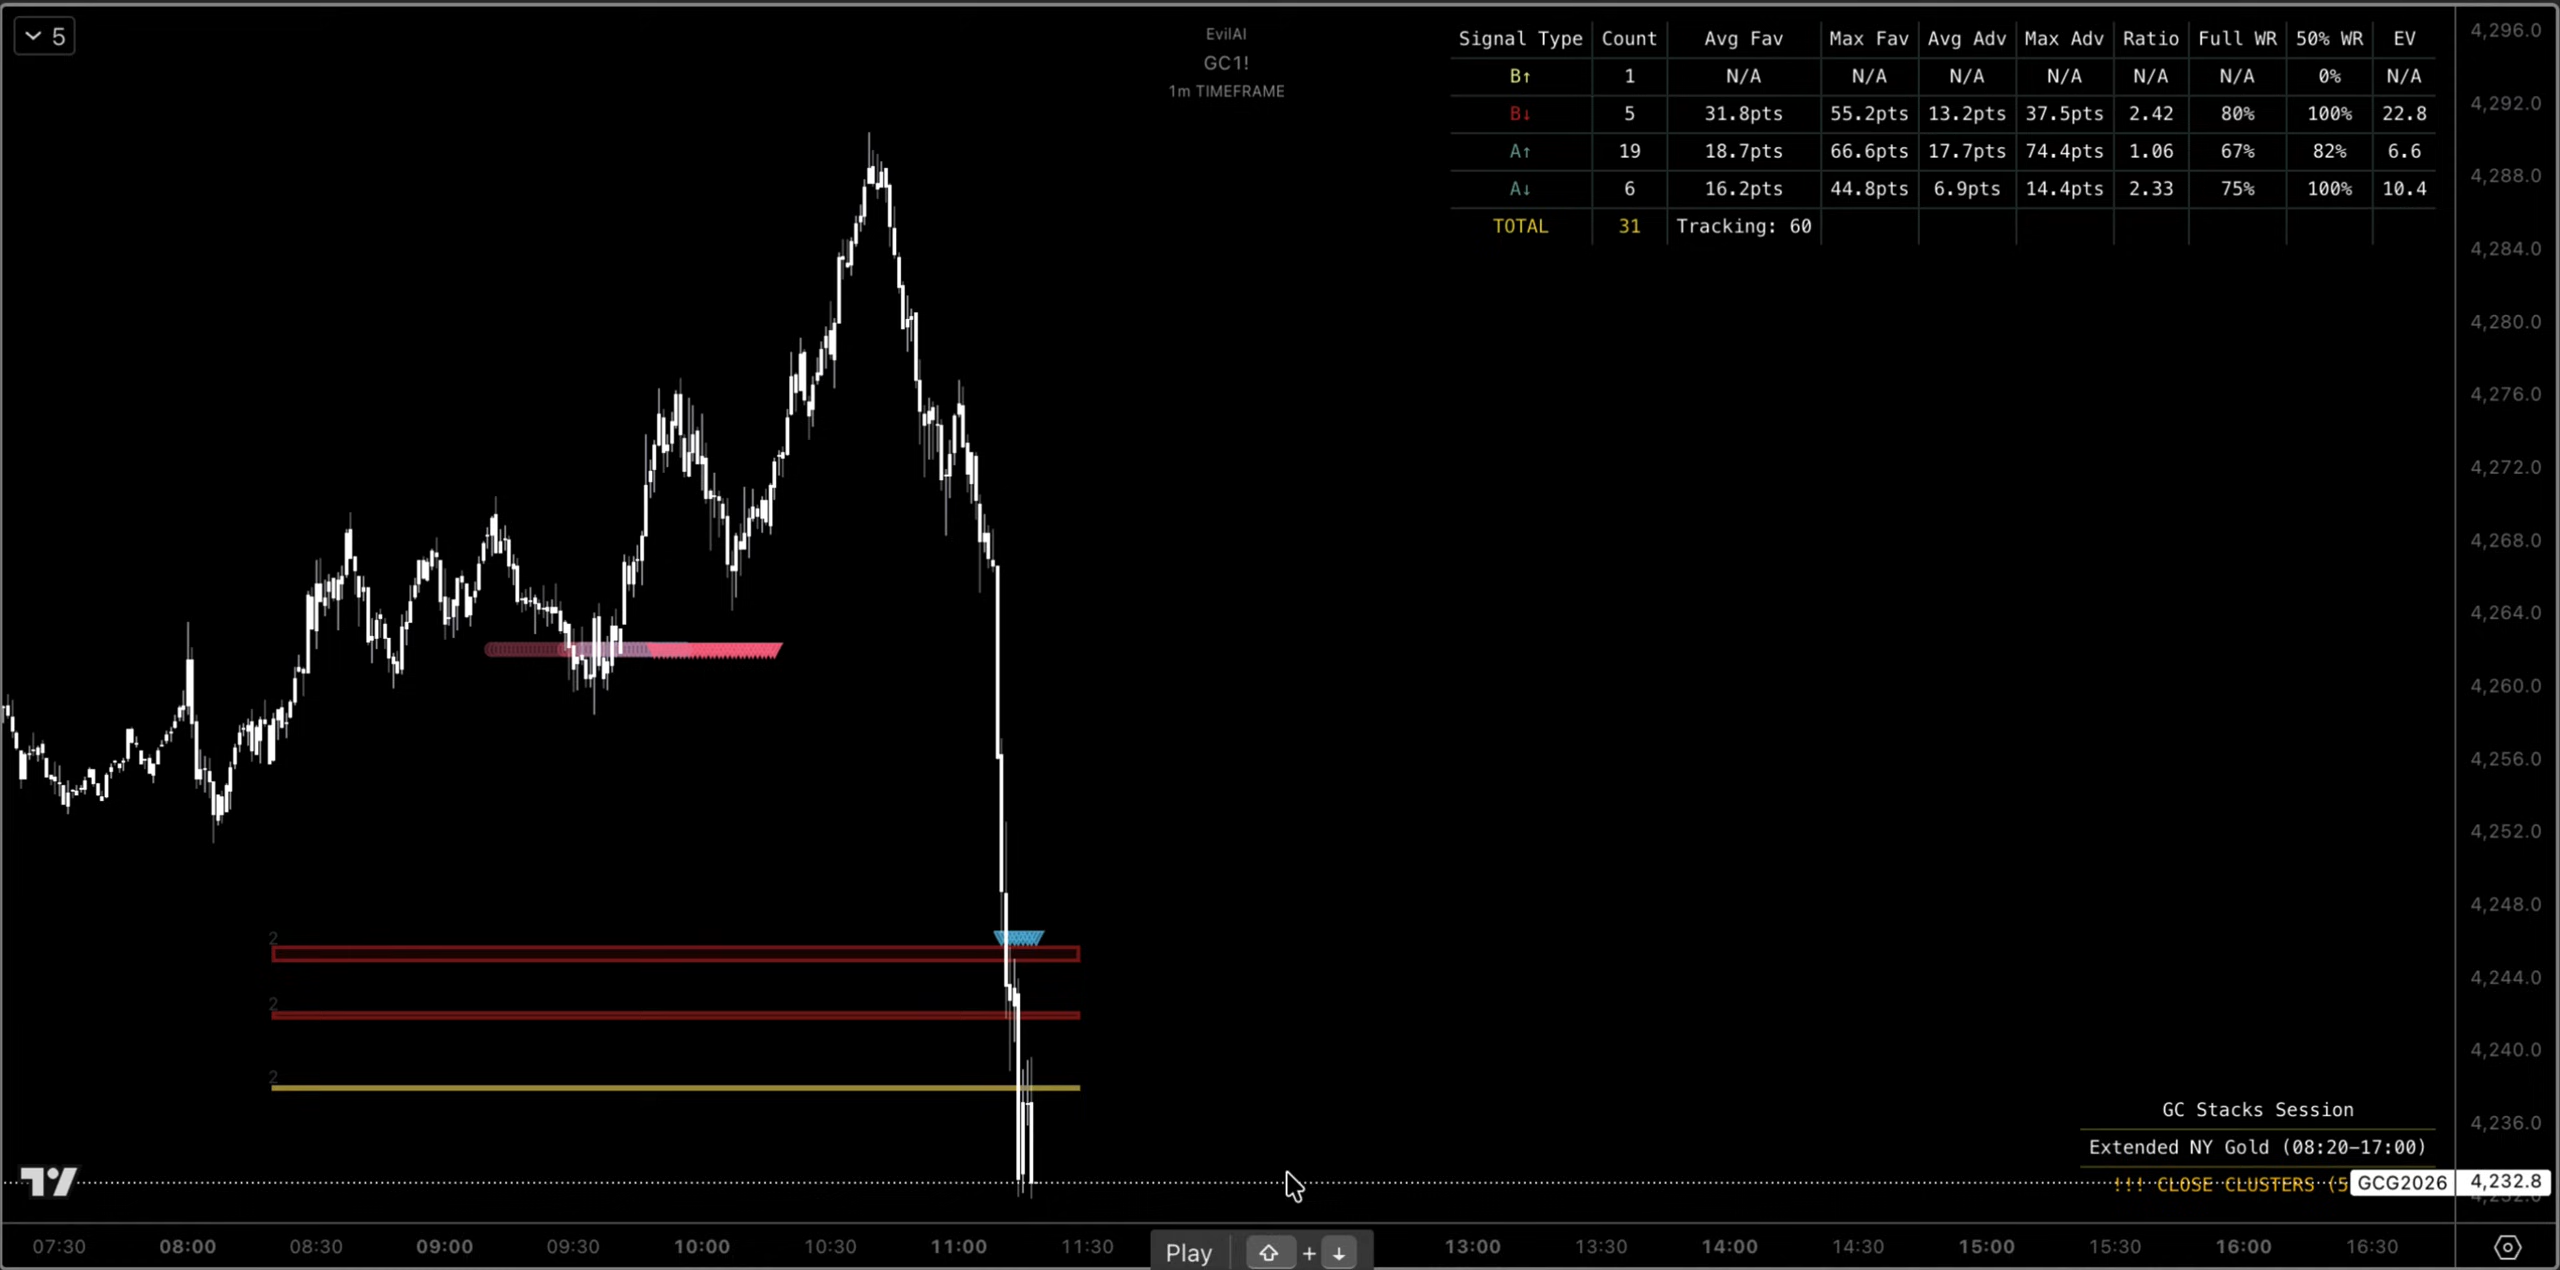 5
EvilAI
GC1!
1m TIMEFRAME
Signal Type Count Avg Fav Max Fav Avg Adv Max Adv Ratio Full WR 50% WR EV
B↑ 1 N/A N/A N/A N/A N/A N/A 0% N/A
B↓ 5 31.8pts 55.2pts 13.2pts 37.5pts 2.42 80% 100% 22.8
A↑ 19 18.7pts 66.6pts 17.7pts 74.4pts 1.06 67% 82% 6.6
A↓ 6 16.2pts 44.8pts 6.9pts 14.4pts 2.33 75% 100% 10.4
TOTAL 31 Tracking: 60
4,296.0
4,292.0
4,288.0
4,284.0
4,280.0
4,276.0
4,272.0
4,268.0
4,264.0
4,260.0
4,256.0
4,252.0
4,248.0
4,244.0
4,240.0
4,236.0
2
2
2
GC Stacks Session
Extended NY Gold (08:20-17:00)
!!! CLOSE CLUSTERS (5
GCG2026 4,232.8
07:30 08:00 08:30 09:00 09:30 10:00 10:30 11:00 11:30 13:00 13:30 14:00 14:30 15:00 15:30 16:00 16:30
Play ⇧ + ↓